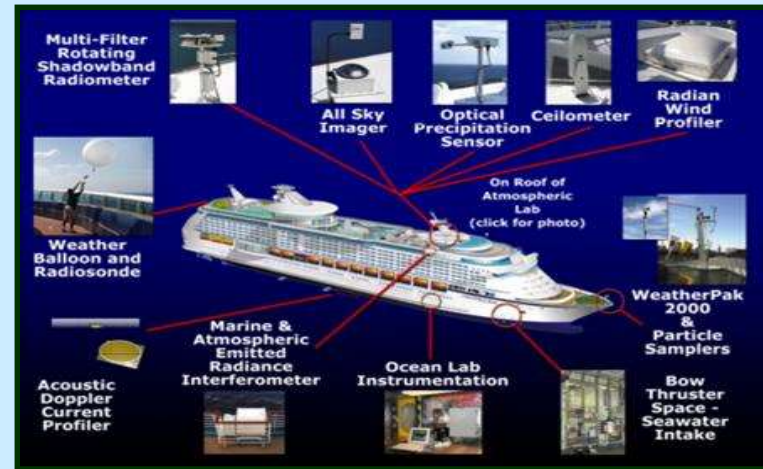 Multi-Filter
Rotating
Shadowband
Radiometer
All Sky
Imager
Optical
Precipitation
Sensor
Ceilometer
Radian
Wind
Profiler
On Roof of
Atmospheric
Lab
(click for photo)
Weather
Balloon and
Radiosonde
WeatherPak
2000
&
Particle
Samplers
Acoustic
Doppler
Current
Profiler
Marine &
Atmospheric
Emitted
Radiance
Interferometer
Ocean Lab
Instrumentation
Bow
Thruster
Space -
Seawater
Intake